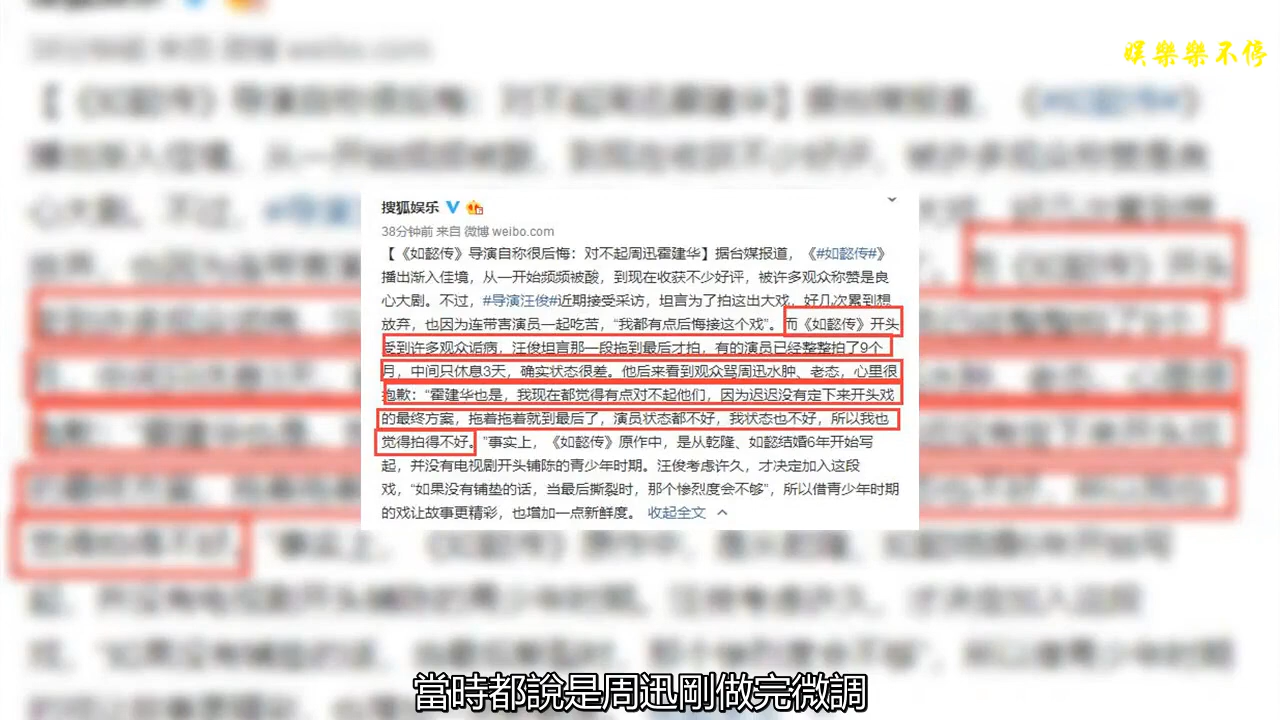 娱樂樂不停
搜狐娱乐
38分钟前 来自 微博 weibo.com
【《如懿传》导演自称很后悔：对不起周迅霍建华】据台媒报道，《#如懿传#》
播出渐入佳境，从一开始频频被酸，到现在收获不少好评，被许多观众称赞是良
心大剧。不过，#导演汪俊#近期接受采访，坦言为了拍这出大戏，好几次累到想
放弃，也因为连带害演员一起吃苦，“我都有点后悔接这个戏”。而《如懿传》开头
受到许多观众诟病，汪俊坦言那一段拖到最后才拍，有的演员已经整整拍了9个
月，中间只休息3天，确实状态很差。他后来看到观众骂周迅水肿、老态，心里很
抱歉：“霍建华也是，我现在都觉得有点对不起他们，因为迟迟没有定下来开头戏
的最终方案，拖着拖着就到最后了，演员状态都不好，我状态也不好，所以我也
觉得拍得不好。”事实上，《如懿传》原作中，是从乾隆、如懿结婚6年开始写
起，并没有电视剧开头铺陈的青少年时期。汪俊考虑许久，才决定加入这段
戏，“如果没有铺垫的话，当最后撕裂时，那个惨烈度会不够”，所以借青少年时期
的戏让故事更精彩，也增加一点新鲜度。 收起全文
當時都說是周迅剛做完微調